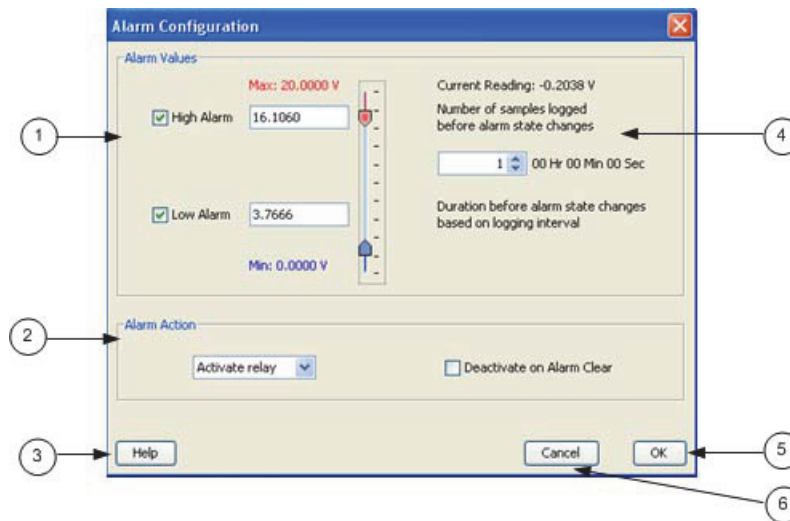 Alarm Configuration
Alarm Values
Max: 20.0000 V
High Alarm 16.1060
Low Alarm 3.7666
Min: 0.0000 V
Current Reading: -0.2038 V
Number of samples logged
before alarm state changes
1 00 Hr 00 Min 00 Sec
Duration before alarm state changes
based on logging interval
Alarm Action
Activate relay
Deactivate on Alarm Clear
Help
Cancel
OK
1
2
3
4
5
6